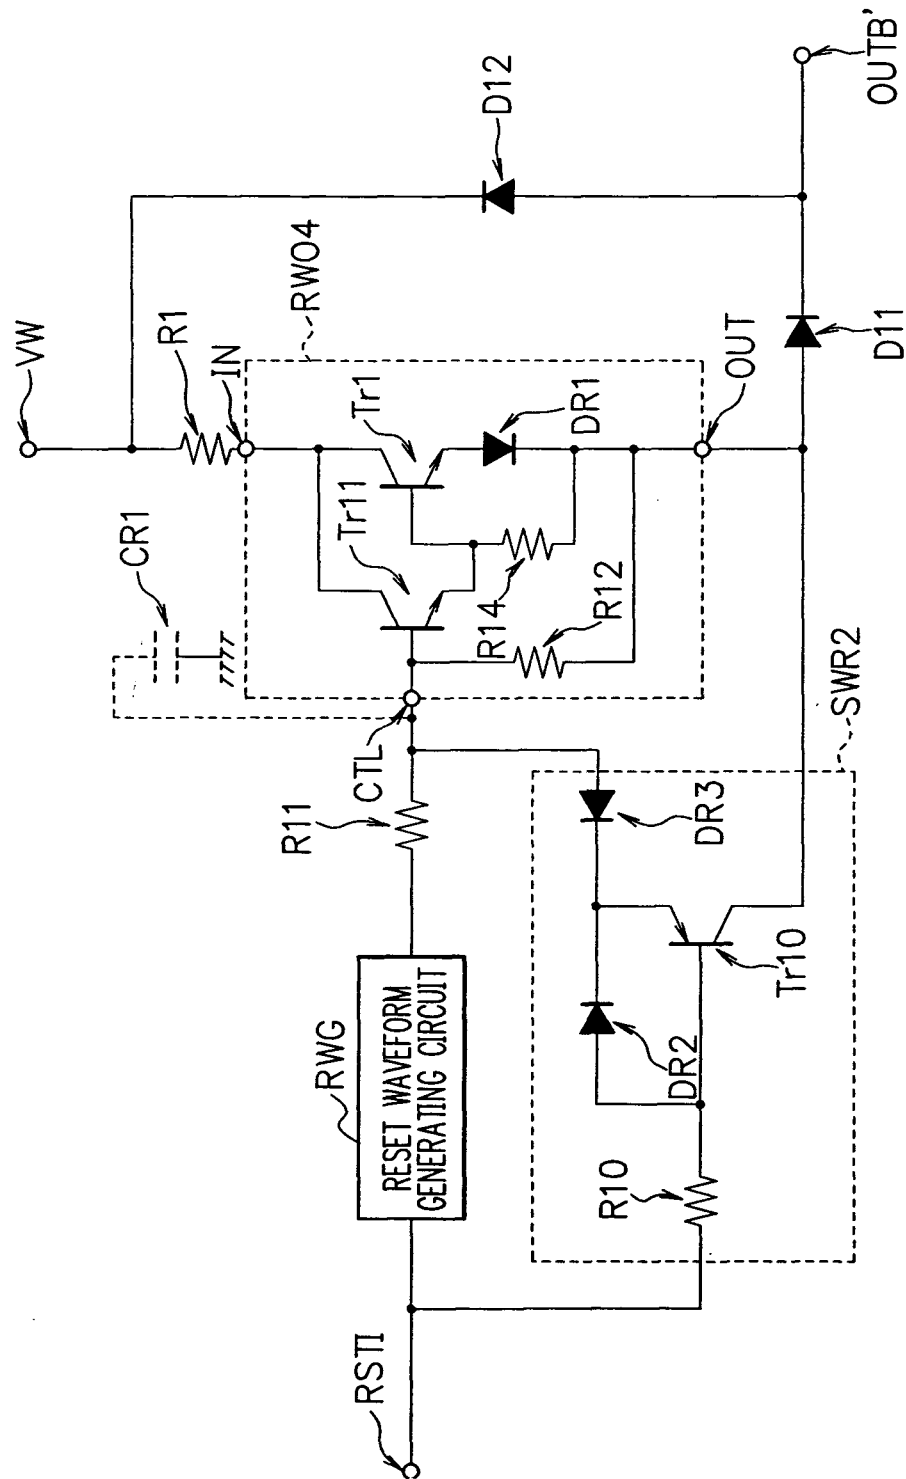 VW
R1
IN
D12
RW04
OUTB'
CR1
Tr11
Tr1
DR1
OUT
D11
R14
R12
CTL
R11
SWR2
DR3
RWG
RESET WAVEFORM
GENERATING CIRCUIT
DR2
Tr10
R10
RSTI